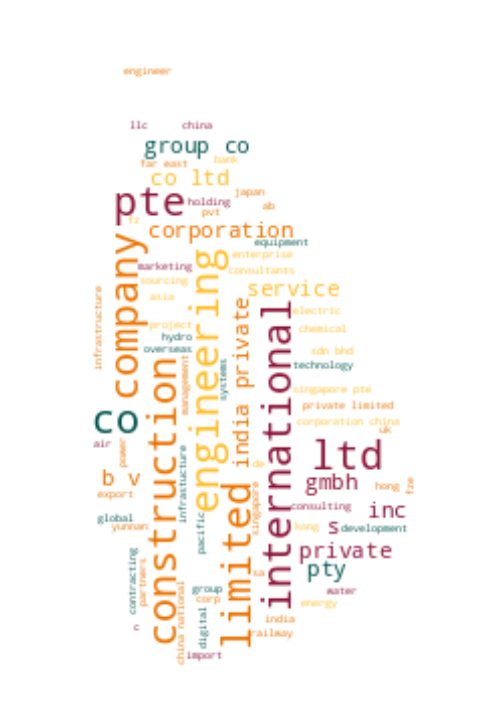 engineer
llc
china
group co
far east
bank
co ltd
japan
pte
holding
ab
pvt
corporation
equipment
company
enterprise
marketing
consultants
sourcing
engineering
service
asia
infrastructure
electric
international
project
chemical
hydro
overseas
sdn bhd
india private
technology
construction
management
systems
singapore pte
private limited
co
corporation china
uk
air
power
ltd
infrastucture
de
b v
gmbh
hong
fze
export
limited
singapore
consulting
inc
global
yunnan
pacific
kong
s
development
private
contracting
partners
sa
pty
group
water
corp
energy
china national
digital
india
c
railway
import